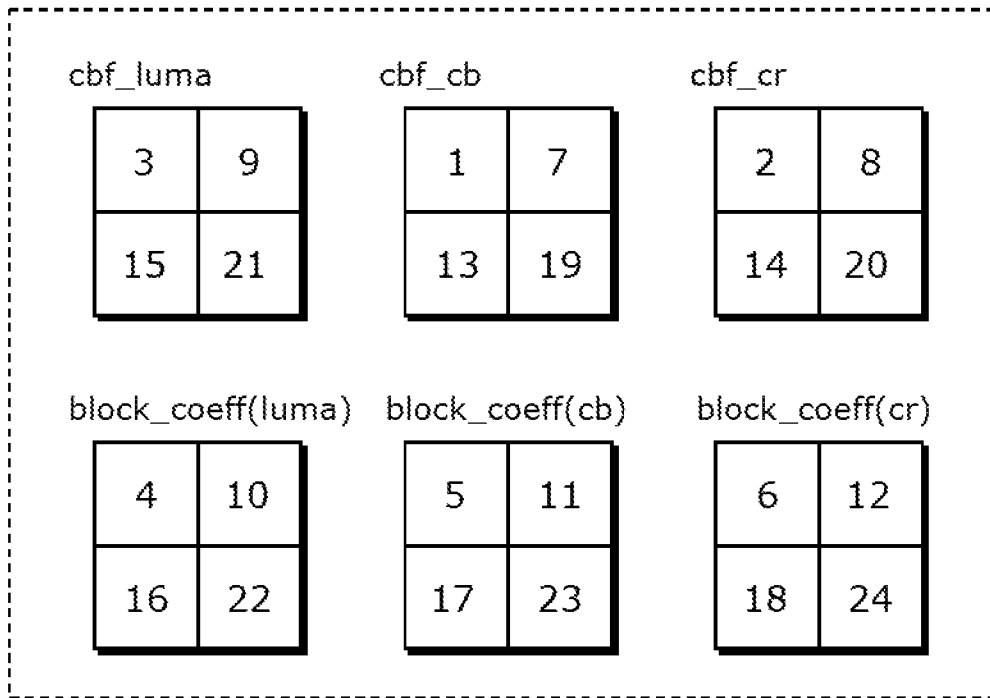 cbf_luma cbf_cb cbf_cr
3 9 1 7 2 8
15 21 13 19 14 20
block_coeff(luma) block_coeff(cb) block_coeff(cr)
4 10 5 11 6 12
16 22 17 23 18 24